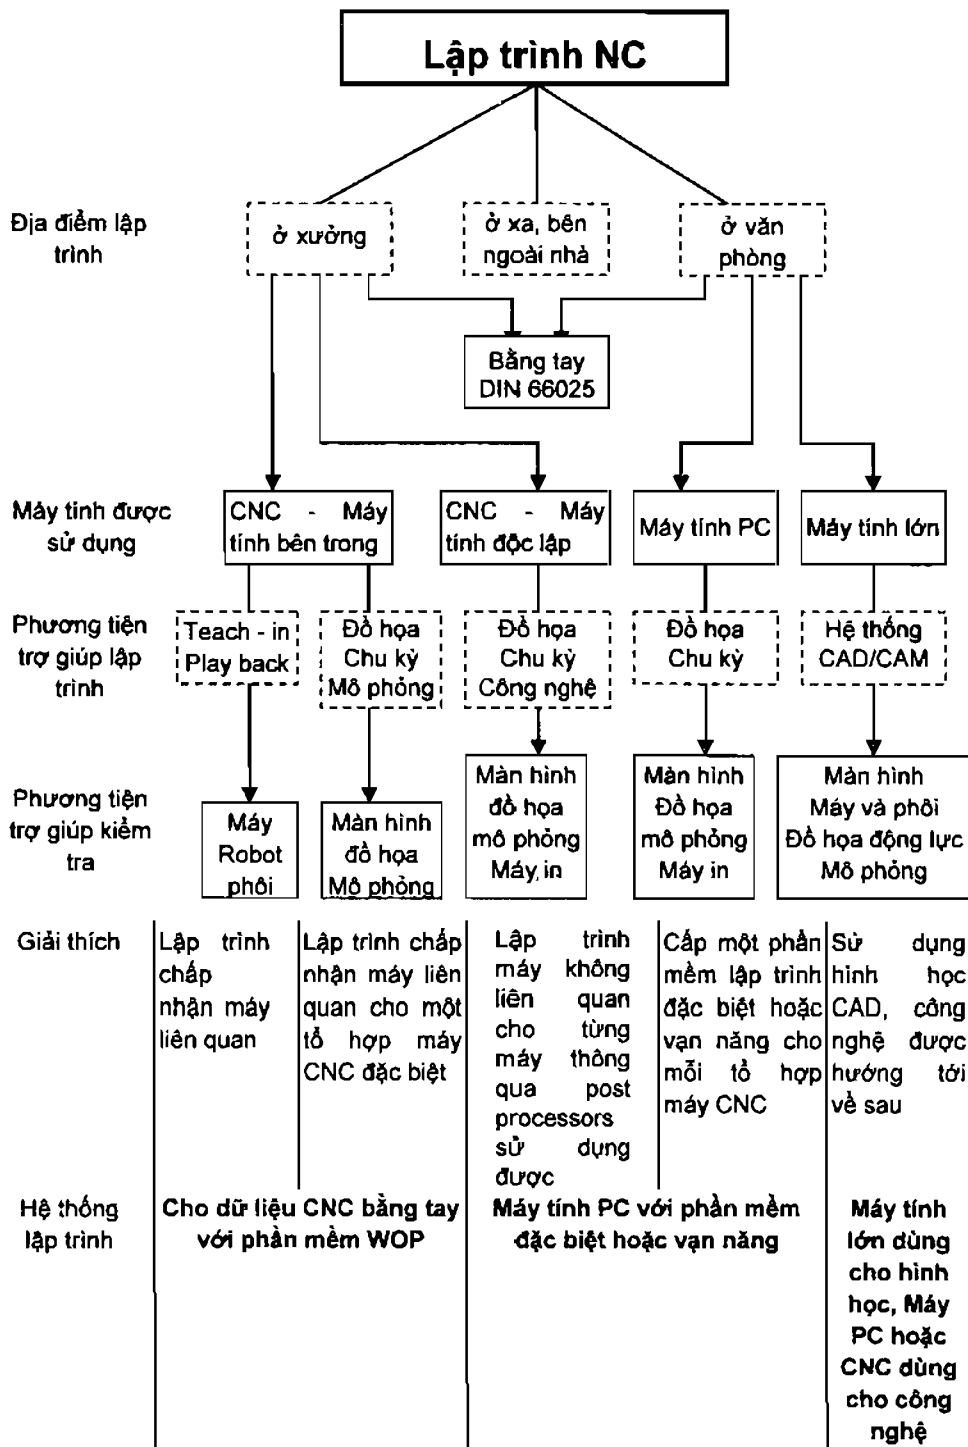 Lập trình NC
Địa điểm lập
trình
ở xưởng
ở xa, bên
ngoài nhà
ở văn
phòng
Bằng tay
DIN 66025
Máy tính được
sử dụng
CNC - Máy
tính bên trong
CNC - Máy
tính độc lập
Máy tính PC
Máy tính lớn
Phương tiện
trợ giúp lập
trình
Teach - in
Play back
Đồ họa
Chu kỳ
Mô phỏng
Đồ họa
Chu kỳ
Công nghệ
Đồ họa
Chu kỳ
Hệ thống
CAD/CAM
Phương tiện
trợ giúp kiểm
tra
Máy
Robot
phôi
Màn hình
đồ họa
Mô phỏng
Màn hình
đồ họa
mô phỏng
Máy in
Màn hình
Đồ họa
mô phỏng
Máy in
Màn hình
Máy và phôi
Đồ họa động lực
Mô phỏng
Giải thích
Lập trình
chấp
nhận máy
liên quan
Lập trình chấp
nhận máy liên
quan cho một
tổ hợp máy
CNC đặc biệt
Lập trình
máy không
liên quan
cho từng
máy thông
qua post
processors
sử dụng
được
Cấp một phần
mềm lập trình
đặc biệt hoặc
vạn năng cho
mỗi tổ hợp
máy CNC
Sử dụng
hình học
CAD, công
nghệ được
hướng tới
về sau
Hệ thống
lập trình
Cho dữ liệu CNC bằng tay
với phần mềm WOP
Máy tính PC với phần mềm
đặc biệt hoặc vạn năng
Máy tính
lớn dùng
cho hình
học, Máy
PC hoặc
CNC dùng
cho công
nghệ